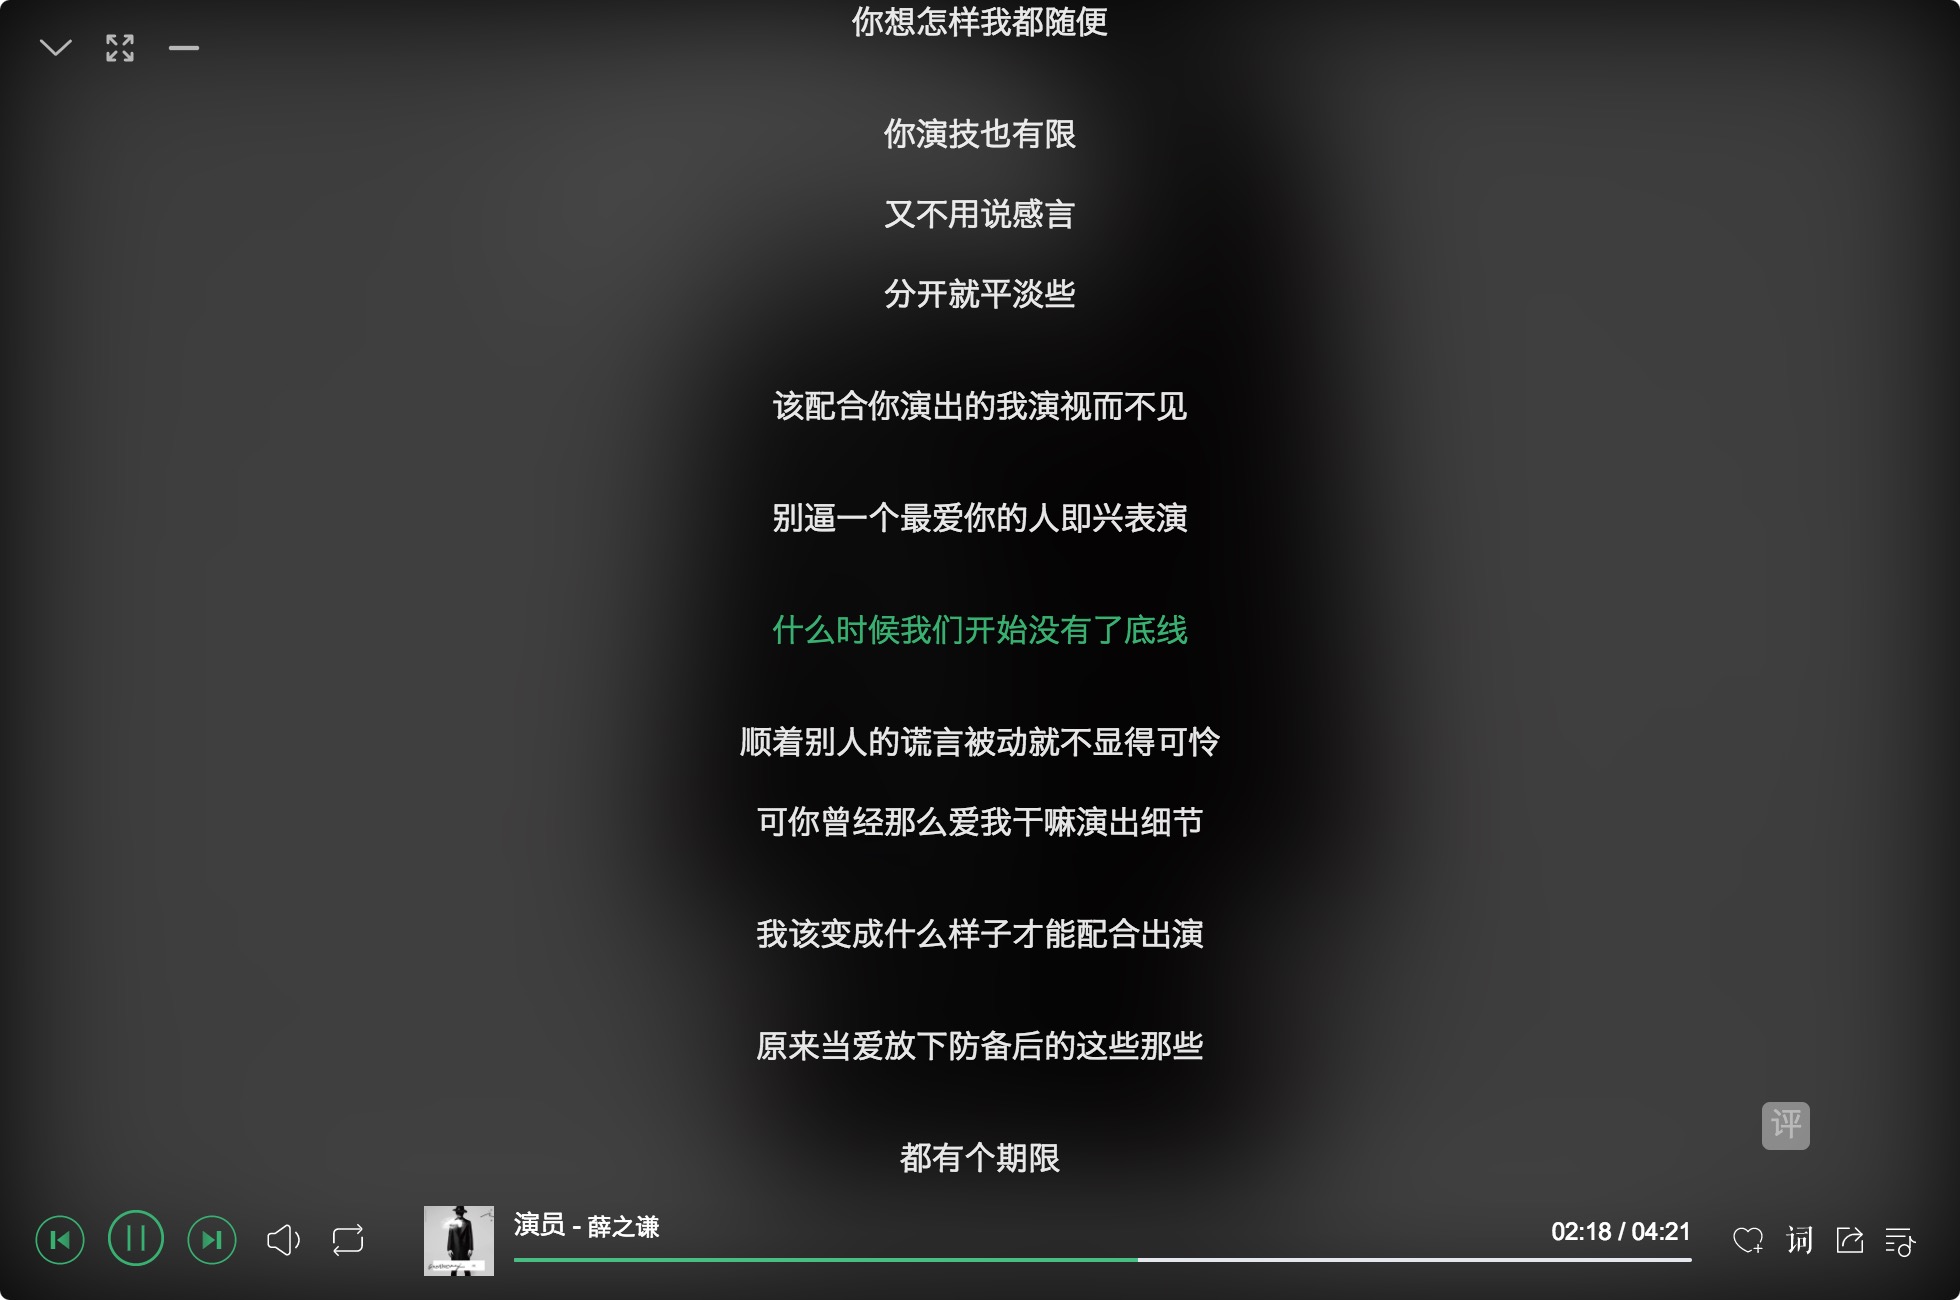 你想怎样我都随便
你演技也有限
又不用说感言
分开就平淡些
该配合你演出的我演视而不见
别逼一个最爱你的人即兴表演
什么时候我们开始没有了底线
顺着别人的谎言被动就不显得可怜
可你曾经那么爱我干嘛演出细节
我该变成什么样子才能配合出演
原来当爱放下防备后的这些那些
都有个期限
评
演员 - 薛之谦
02:18 / 04:21
词